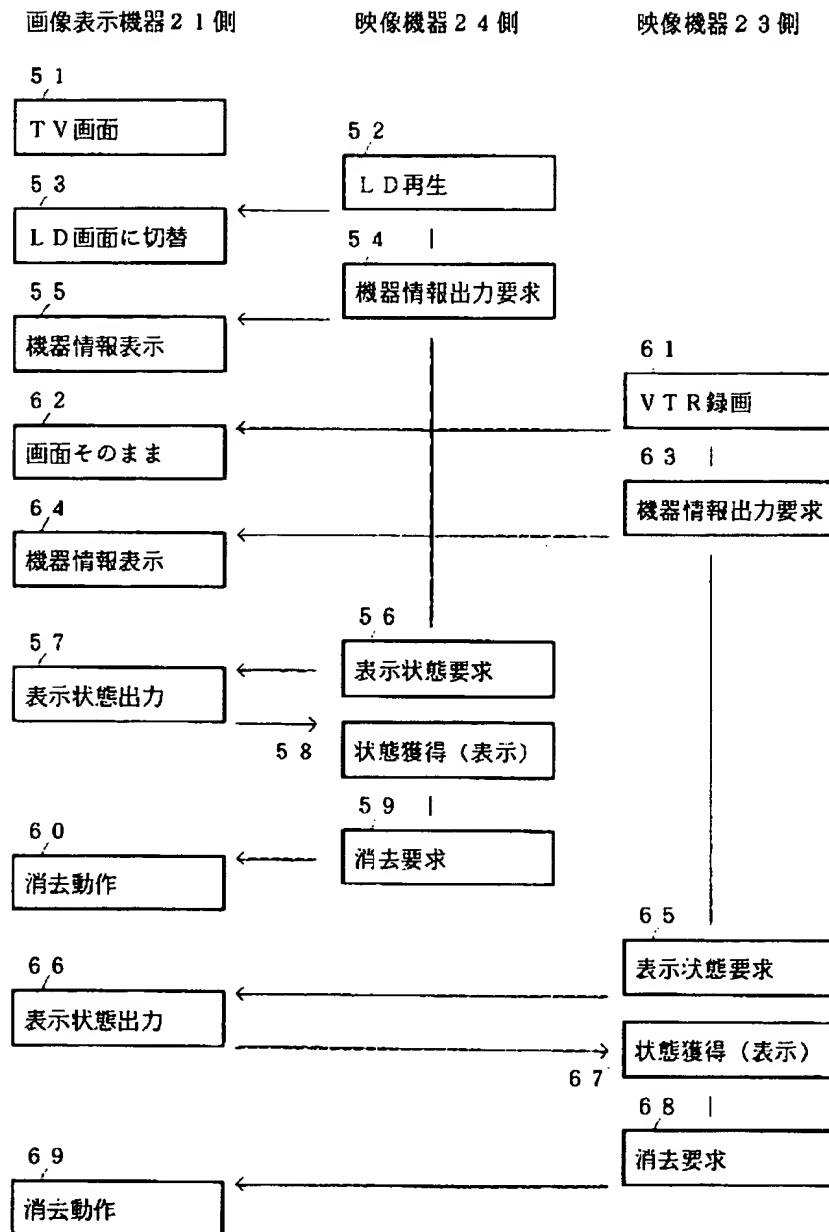 画像表示機器２１側　映像機器２４側　映像機器２３側
５１
ＴＶ画面
５２
ＬＤ再生
５３
ＬＤ画面に切替
５４
機器情報出力要求
５５
機器情報表示
６１
ＶＴＲ録画
６２
画面そのまま
６３
機器情報出力要求
６４
機器情報表示
５６
表示状態要求
５７
表示状態出力
５８
状態獲得（表示）
５９
消去要求
６０
消去動作
６５
表示状態要求
６６
表示状態出力
６７
状態獲得（表示）
６８
消去要求
６９
消去動作